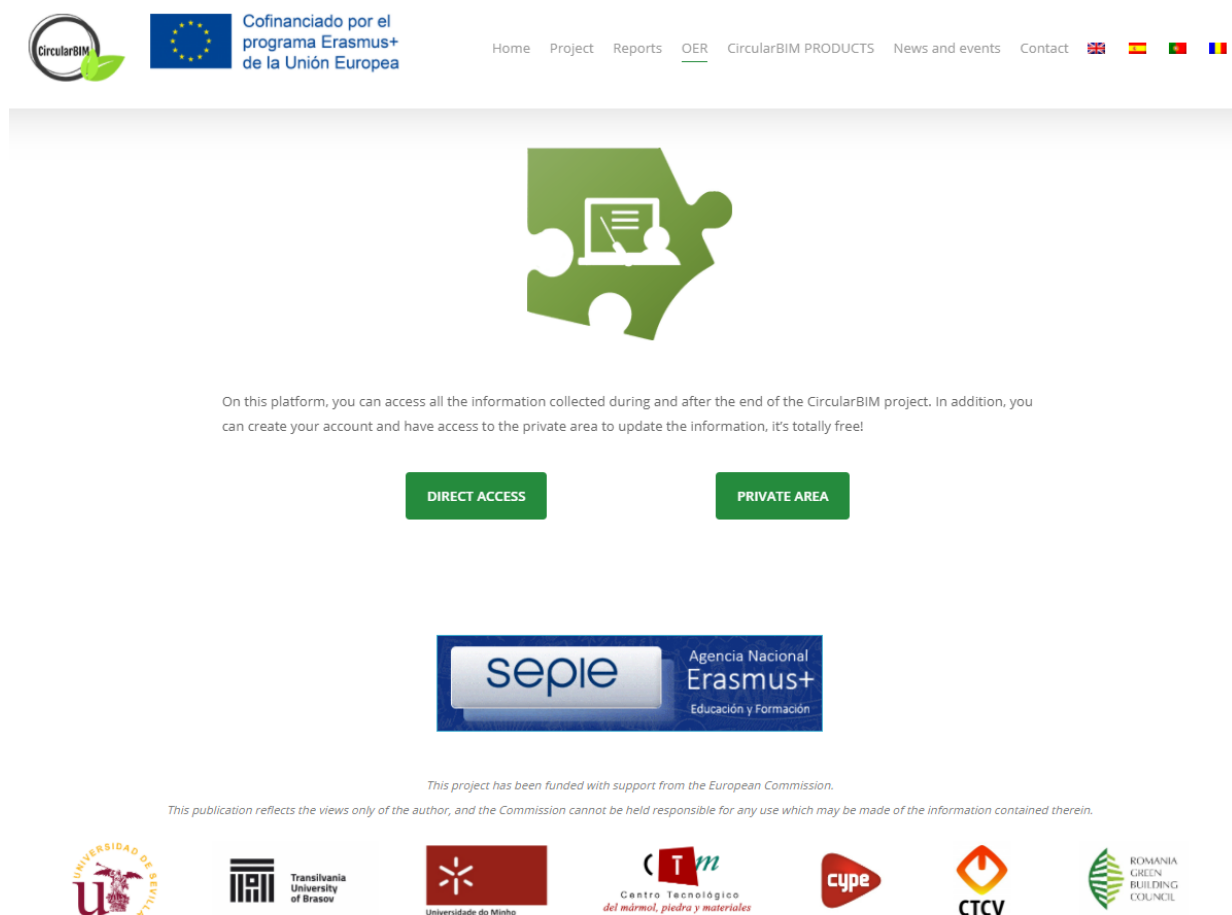 CircularBIM
Cofinanciado por el
programa Erasmus+
de la Unión Europea
Home Project Reports OER CircularBIM PRODUCTS News and events Contact
On this platform, you can access all the information collected during and after the end of the CircularBIM project. In addition, you
can create your account and have access to the private area to update the information, it's totally free!
DIRECT ACCESS PRIVATE AREA
sepie
Agencia Nacional
Erasmus+
Educación y Formación
This project has been funded with support from the European Commission.
This publication reflects the views only of the author, and the Commission cannot be held responsible for any use which may be made of the information contained therein.
UNIVERSIDAD DE SEVILLA
Transilvania
University
of Brasov
Universidade do Minho
CTm
Centro Tecnológico
del mármol, piedra y materiales
cype
CTCV
ROMANIA
GREEN
BUILDING
COUNCIL